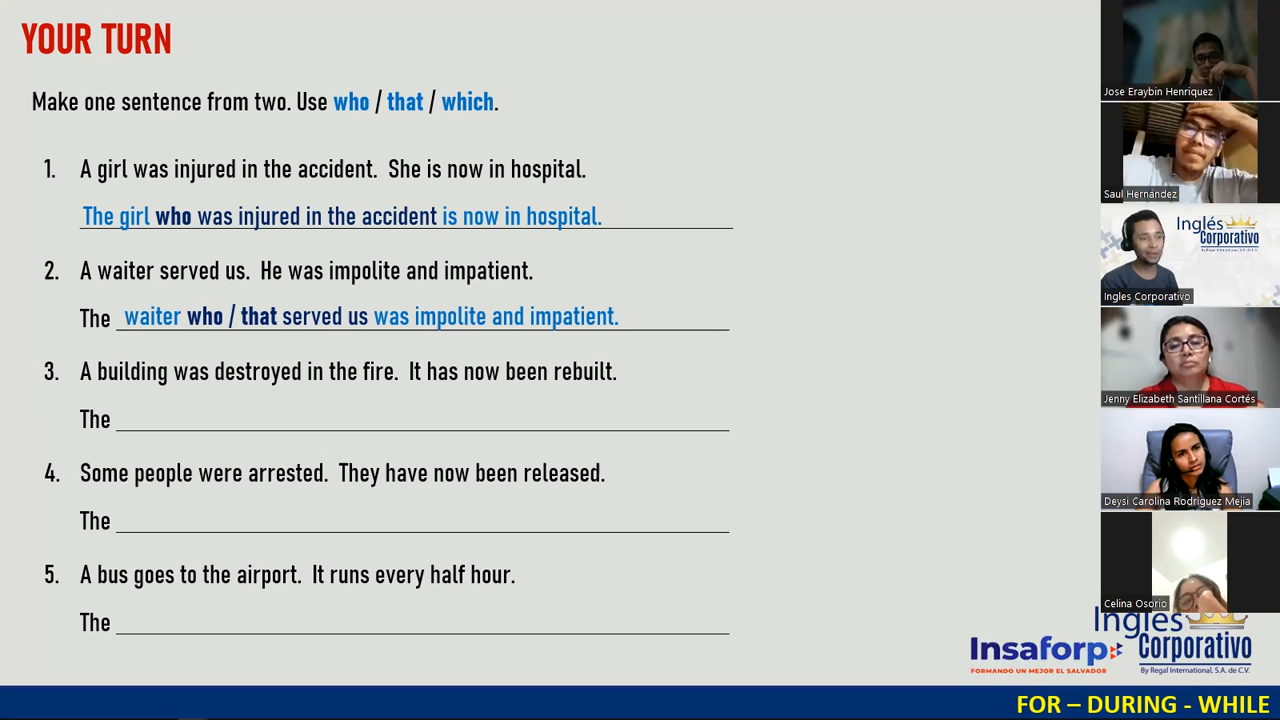 YOUR TURN
Make one sentence from two. Use who / that / which.
1. A girl was injured in the accident. She is now in hospital.
The girl who was injured in the accident is now in hospital.
2. A waiter served us. He was impolite and impatient.
The waiter who / that served us was impolite and impatient.
3. A building was destroyed in the fire. It has now been rebuilt.
The
4. Some people were arrested. They have now been released.
The
5. A bus goes to the airport. It runs every half hour.
The
Jose Eraybin Henriquez
Saul Hernández
Inglés
Corporativo
By Regal International, S.A. de C.V.
Ingles Corporativo
Jenny Elizabeth Santillana Cortés
Deysi Carolina Rodriguez Mejia
Celina Osorio
Insaforp
FORMANDO UN MEJOR EL SALVADOR
Ingles
Corporativo
By Regal International, S.A. de C.V.
FOR – DURING - WHILE